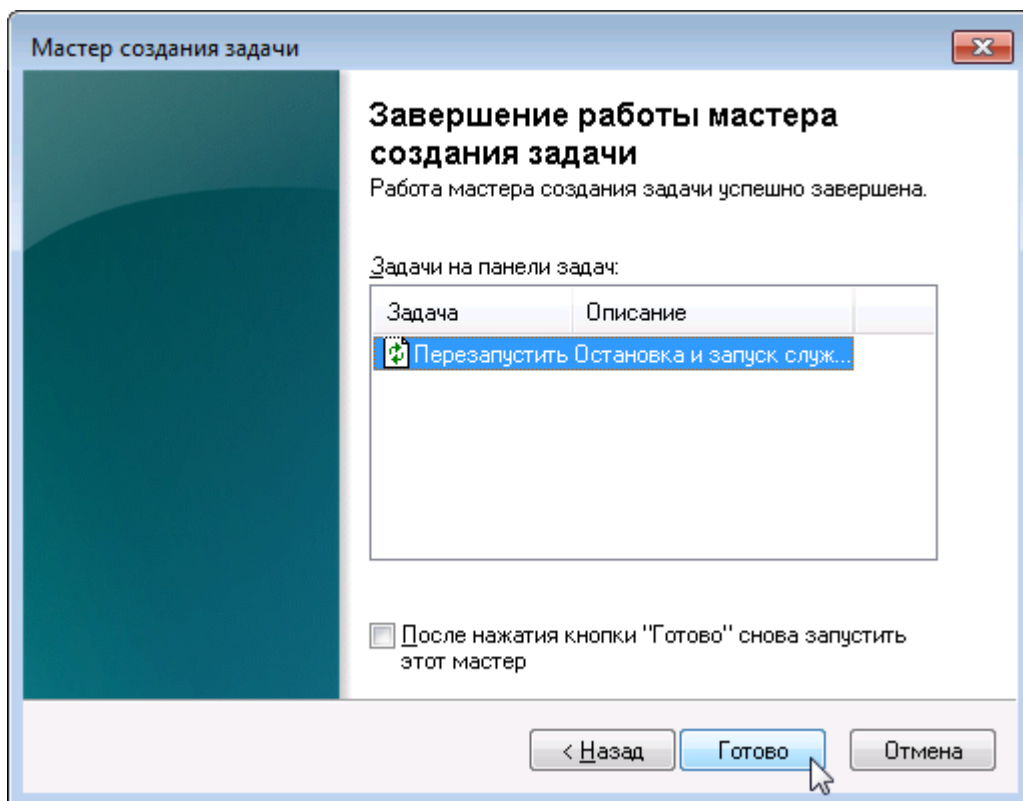 Мастер создания задачи
Завершение работы мастера
создания задачи
Работа мастера создания задачи успешно завершена.
Задачи на панели задач:
Задача Описание
Перезапустить Остановка и запуск служ...
После нажатия кнопки "Готово" снова запустить
этот мастер
< Назад Готово Отмена